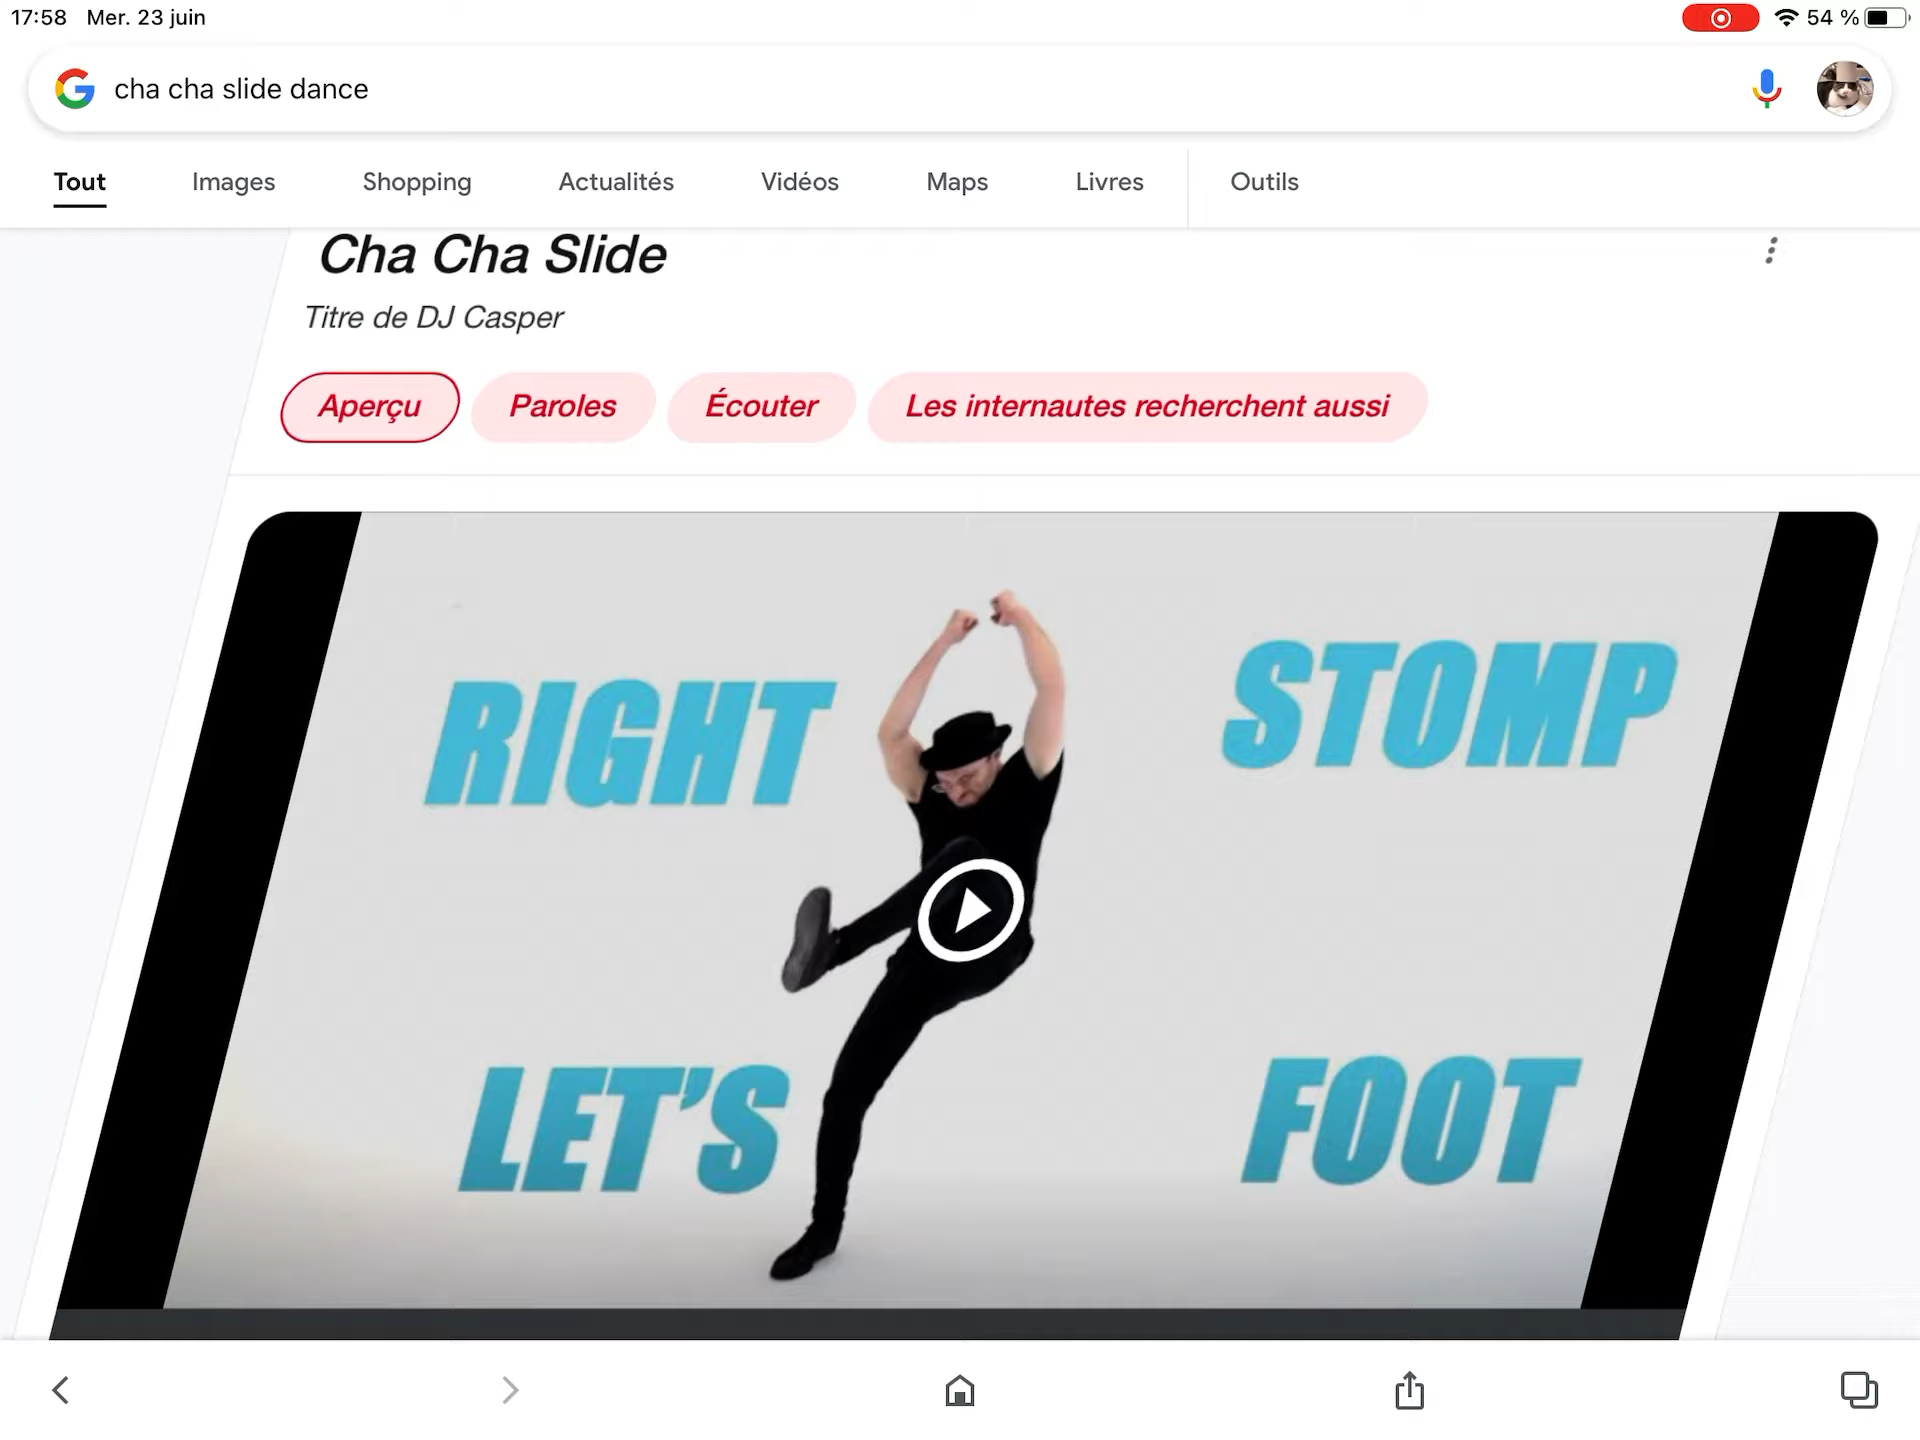 17:58 Mer. 23 juin 54 %
cha cha slide dance
Tout Images Shopping Actualités Vidéos Maps Livres Outils
Cha Cha Slide
Titre de DJ Casper
Aperçu Paroles Écouter Les internautes recherchent aussi
RIGHT STOMP
LET'S FOOT